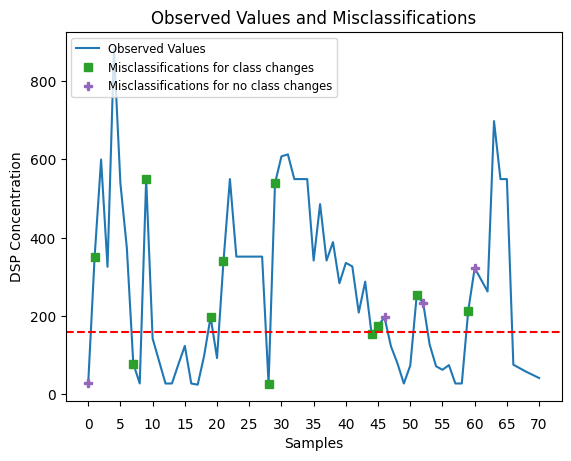 Observed Values and Misclassifications
Observed Values
Misclassifications for class changes
Misclassifications for no class changes
DSP Concentration
800
600
400
200
0
0 5 10 15 20 25 30 35 40 45 50 55 60 65 70
Samples